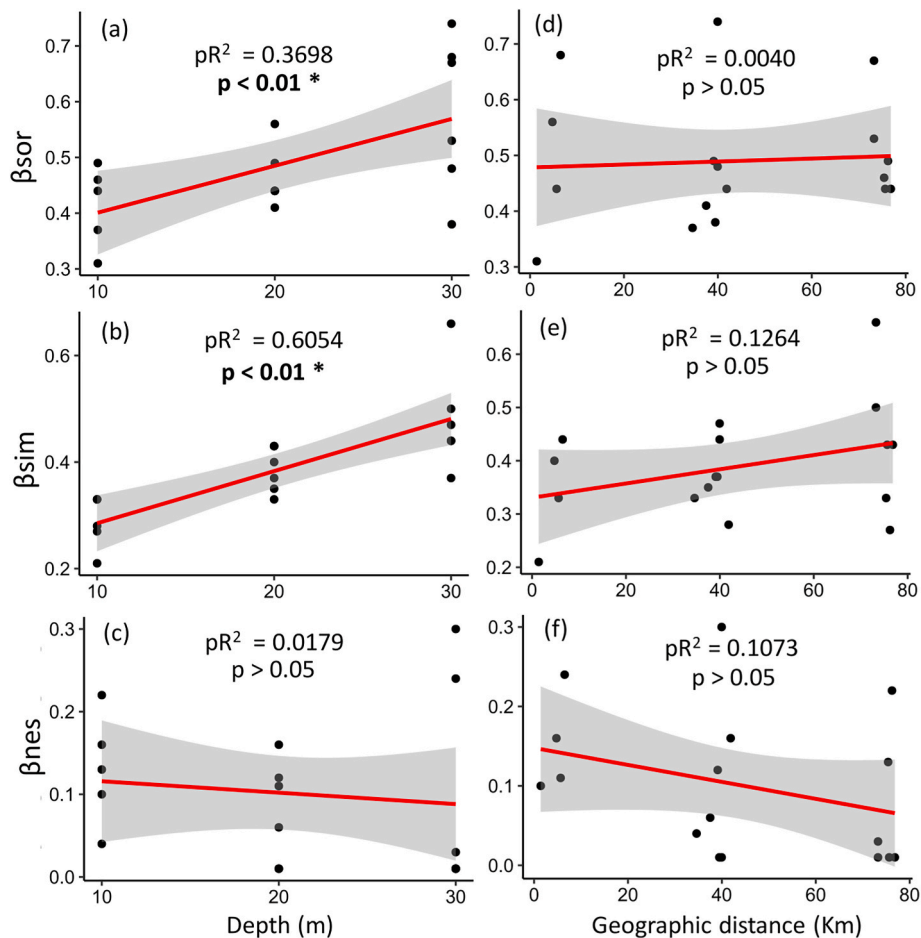 (a)
pR² = 0.3698
p < 0.01 *
βsor
0.7
0.6
0.5
0.4
0.3
10 20 30
(d)
pR² = 0.0040
p > 0.05
0.7
0.6
0.5
0.4
0.3
0 20 40 60 80
(b)
pR² = 0.6054
p < 0.01 *
βsim
0.6
0.4
0.2
10 20 30
(e)
pR² = 0.1264
p > 0.05
0.6
0.5
0.4
0.3
0.2
0 20 40 60 80
(c)
pR² = 0.0179
p > 0.05
βnes
0.3
0.2
0.1
0.0
10 20 30
Depth (m)
(f)
pR² = 0.1073
p > 0.05
0.3
0.2
0.1
0.0
0 20 40 60 80
Geographic distance (Km)